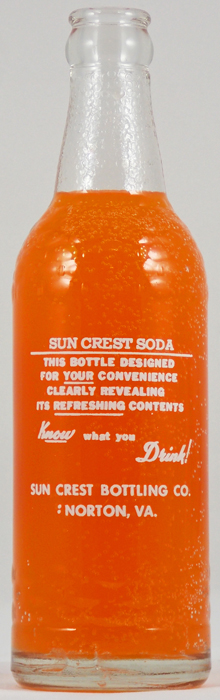 SUN CREST SODA
THIS BOTTLE DESIGNED
FOR YOUR CONVENIENCE
CLEARLY REVEALING
ITS REFRESHING CONTENTS
Know what you
Drink!
SUN CREST BOTTLING CO.
NORTON, VA.